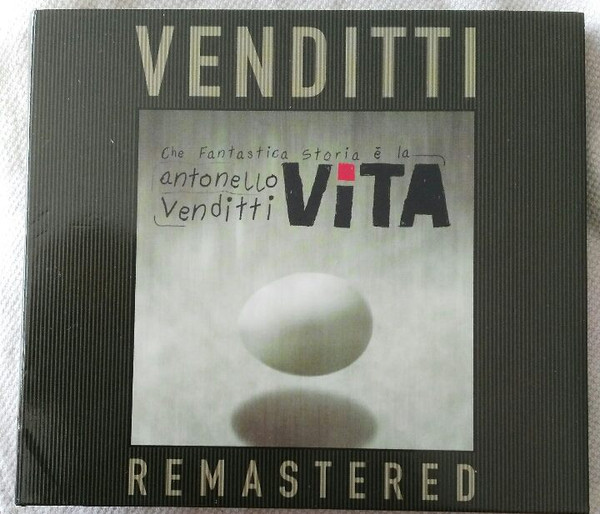 VENDITTI
Che Fantastica Storia è la
antonello
Venditti
ViTA
REMASTERED